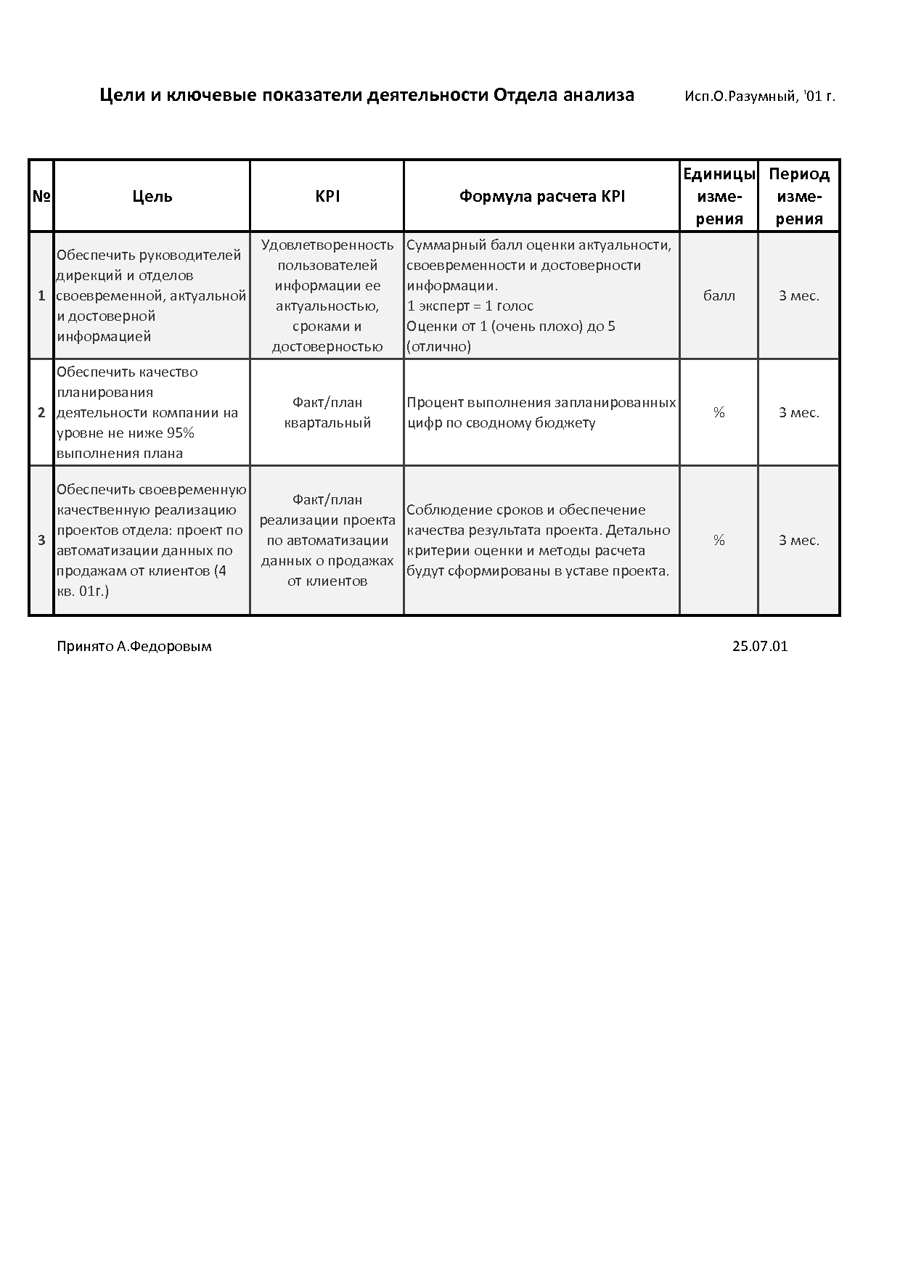 Цели и ключевые показатели деятельности Отдела анализа Исп.О.Разумный, '01 г.
№ Цель KPI Формула расчета KPI Единицы изме-рения Период изме-рения
1
Обеспечить руководителей
дирекций и отделов
своевременной, актуальной
и достоверной
информацией
Удовлетворенность
пользователей
информации ее
актуальностью,
сроками и
достоверностью
Суммарный балл оценки актуальности,
своевременности и достоверности
информации.
1 эксперт = 1 голос
Оценки от 1 (очень плохо) до 5
(отлично)
балл
3 мес.
2
Обеспечить качество
планирования
деятельности компании на
уровне не ниже 95%
выполнения плана
Факт/план
квартальный
Процент выполнения запланированных
цифр по сводному бюджету
%
3 мес.
3
Обеспечить своевременную
качественную реализацию
проектов отдела: проект по
автоматизации данных по
продажам от клиентов (4
кв. 01г.)
Факт/план
реализации проекта
по автоматизации
данных о продажах
от клиентов
Соблюдение сроков и обеспечение
качества результата проекта. Детально
критерии оценки и методы расчета
будут сформированы в уставе проекта.
%
3 мес.
Принято А.Федоровым 25.07.01